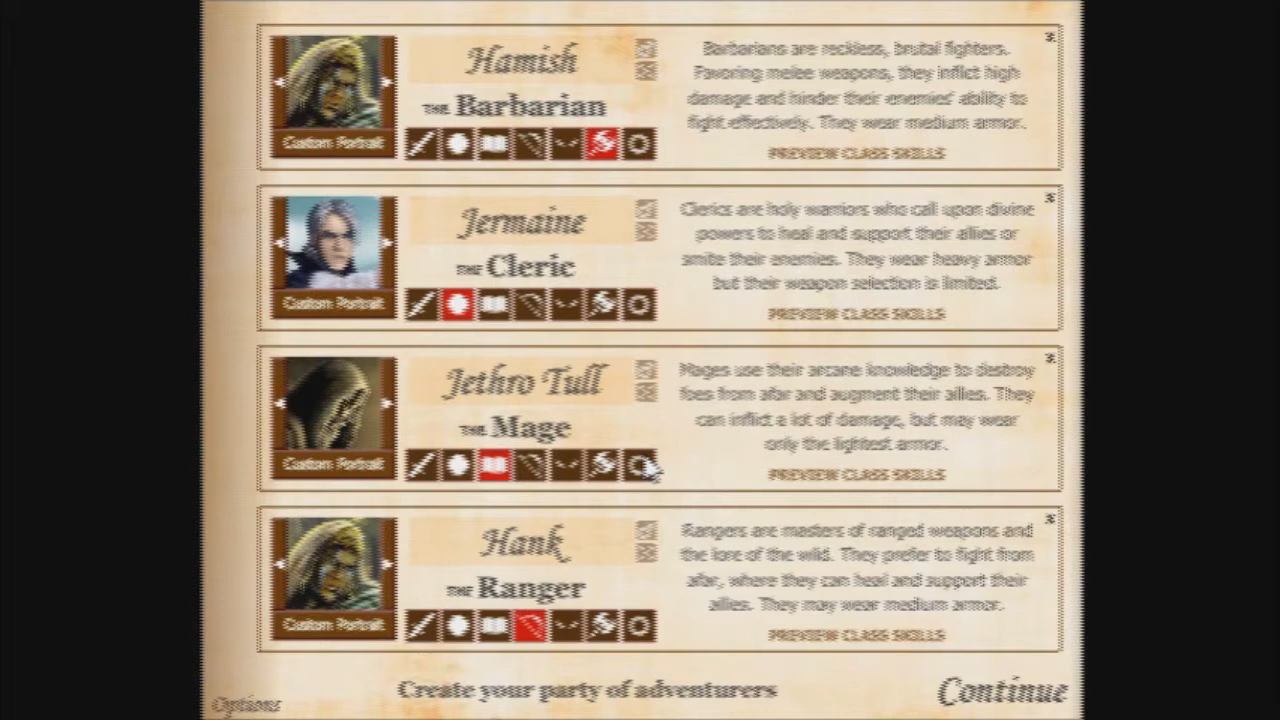 Hamish
THE Barbarian
Custom Portrait
Barbarians are reckless, brutal fighters.
Favoring melee weapons, they inflict high
damage and hinder their enemies' ability to
fight effectively. They wear medium armor.
PREVIEW CLASS SKILLS
Jermaine
THE Cleric
Custom Portrait
Clerics are holy warriors who call upon divine
powers to heal and support their allies or
smite their enemies. They wear heavy armor
but their weapon selection is limited.
PREVIEW CLASS SKILLS
Jethro Tull
THE Mage
Custom Portrait
Mages use their arcane knowledge to destroy
foes from afar and augment their allies. They
can inflict a lot of damage, but may wear
only the lightest armor.
PREVIEW CLASS SKILLS
Hank
THE Ranger
Custom Portrait
Rangers are masters of ranged weapons and
the lore of the wild. They prefer to fight from
afar, where they can heal and support their
allies. They may wear medium armor.
PREVIEW CLASS SKILLS
Options
Create your party of adventurers
Continue